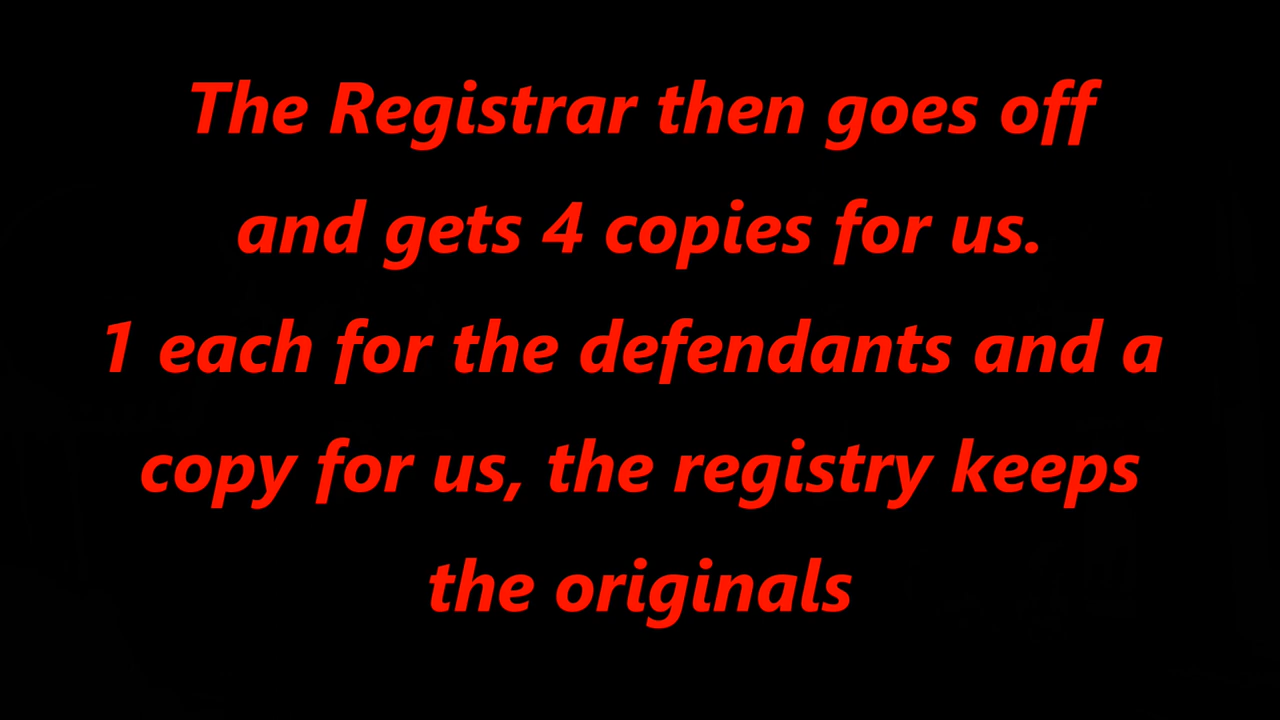 The Registrar then goes off
and gets 4 copies for us.
1 each for the defendants and a
copy for us, the registry keeps
the originals